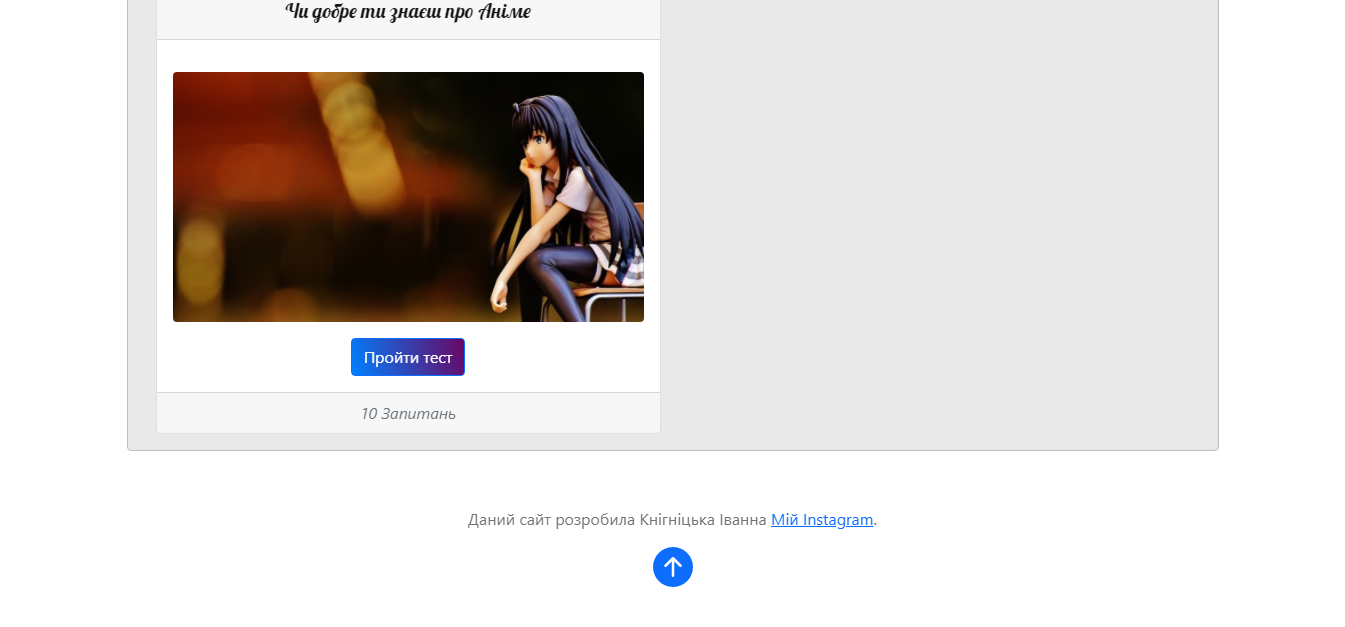 Чи добре ти знаєш про Аніме
Пройти тест
10 Запитань
Даний сайт розробила Кнігніцька Іванна Мій Instagram.